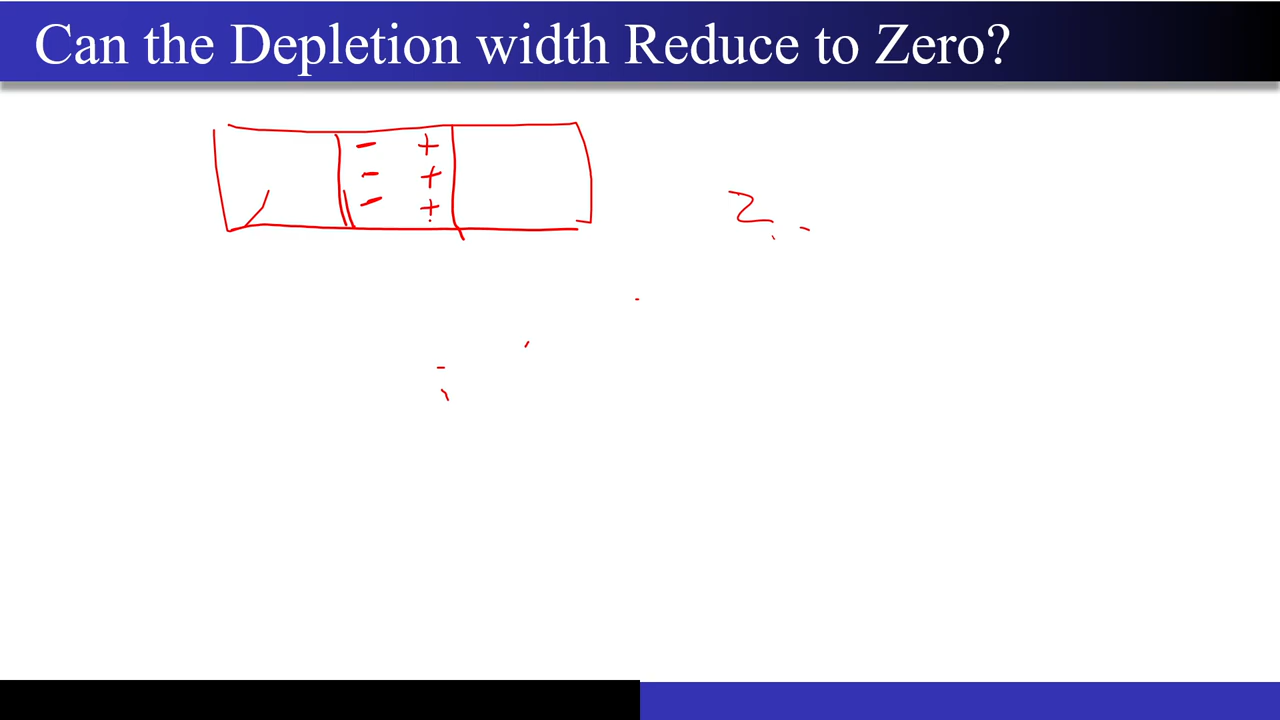 Can the Depletion width Reduce to Zero?
- +
- +
- +